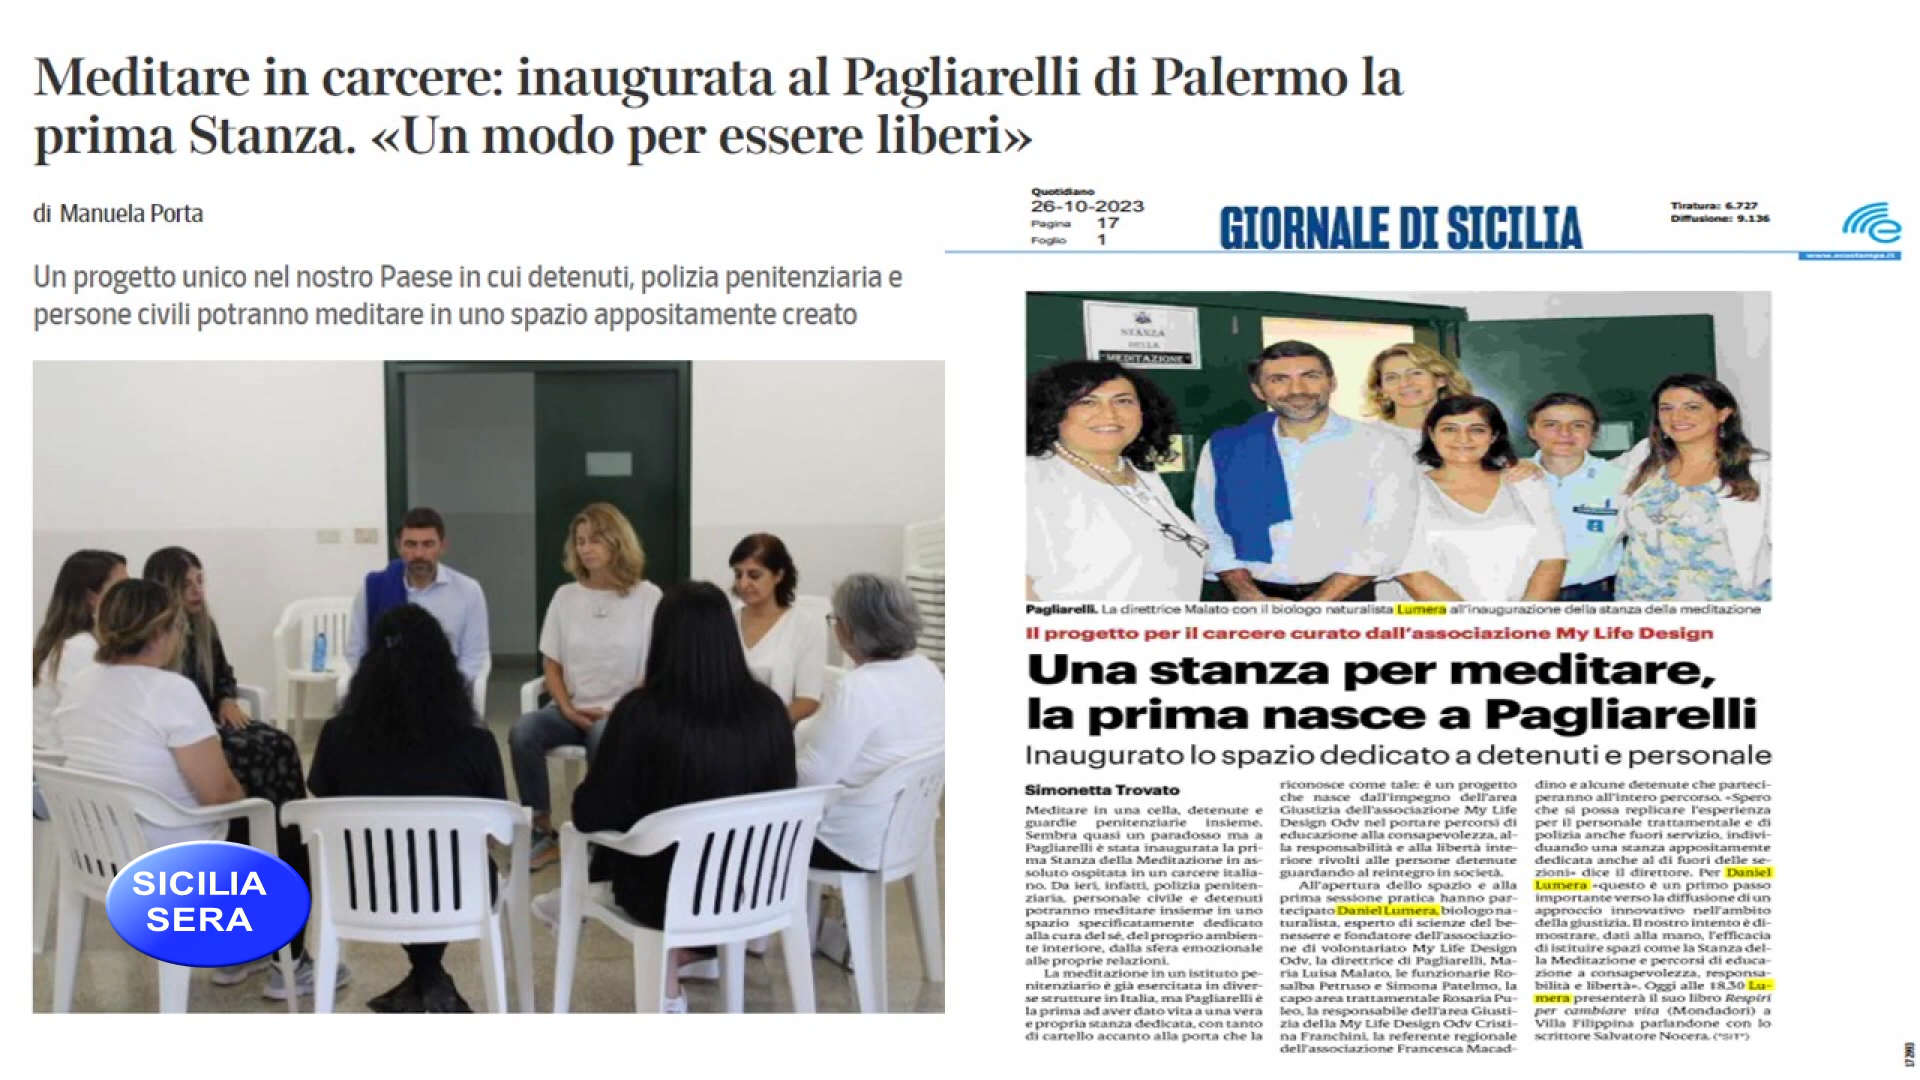 Meditare in carcere: inaugurata al Pagliarelli di Palermo la
prima Stanza. «Un modo per essere liberi»
di Manuela Porta
Un progetto unico nel nostro Paese in cui detenuti, polizia penitenziaria e
persone civili potranno meditare in uno spazio appositamente creato
SICILIA
SERA
Quotidiano
26-10-2023
Pagina 17
Foglio 1
GIORNALE DI SICILIA
Tiratura: 6.727
Diffusione: 9.136
www.ecostampa.it
STANZA
DELLA
"MEDITAZIONE"
Pagliarelli. La direttrice Malato con il biologo naturalista Lumera all'inaugurazione della stanza della meditazione
Il progetto per il carcere curato dall'associazione My Life Design
Una stanza per meditare,
la prima nasce a Pagliarelli
Inaugurato lo spazio dedicato a detenuti e personale
Simonetta Trovato
Meditare in una cella, detenute e
guardie penitenziarie insieme.
Sembra quasi un paradosso ma a
Pagliarelli è stata inaugurata la pri-
ma Stanza della Meditazione in as-
soluto ospitata in un carcere italia-
no. Da ieri, infatti, polizia peniten-
ziaria, personale civile e detenuti
potranno meditare insieme in uno
spazio specificatamente dedicato
alla cura del sé, del proprio ambien-
te interiore, dalla sfera emozionale
alle proprie relazioni.
La meditazione in un istituto pe-
nitenziario è già esercitata in diver-
se strutture in Italia, ma Pagliarelli è
la prima ad aver dato vita a una vera
e propria stanza dedicata, con tanto
di cartello accanto alla porta che la
riconosce come tale: è un progetto
che nasce dall'impegno dell'area
Giustizia dell'associazione My Life
Design Odv nel portare percorsi di
educazione alla consapevolezza, al-
la responsabilità e alla libertà inte-
riore rivolti alle persone detenute
guardando al reintegro in società.
All'apertura dello spazio e alla
prima sessione pratica hanno par-
tecipato Daniel Lumera, biologo na-
turalista, esperto di scienze del be-
nessere e fondatore dell'associazio-
ne di volontariato My Life Design
Odv, la direttrice di Pagliarelli, Ma-
ria Luisa Malato, le funzionarie Ro-
salba Petruso e Simona Patelmo, la
capo area trattamentale Rosaria Pu-
leo, la responsabile dell'area Giusti-
zia della My Life Design Odv Cristi-
na Franchini, la referente regionale
dell'associazione Francesca Macad-
dino e alcune detenute che parteci-
peranno all'intero percorso. «Spero
che si possa replicare l'esperienza
per il personale trattamentale e di
polizia anche fuori servizio, indivi-
duando una stanza appositamente
dedicata anche al di fuori delle se-
zioni» dice il direttore. Per Daniel
Lumera «questo è un primo passo
importante verso la diffusione di un
approccio innovativo nell'ambito
della giustizia. Il nostro intento è di-
mostrare, dati alla mano, l'efficacia
di istituire spazi come la Stanza del-
la Meditazione e percorsi di educa-
zione a consapevolezza, responsa-
bilità e libertà». Oggi alle 18,30 Lu-
mera presenterà il suo libro Respiri
per cambiare vita (Mondadori) a
Villa Filippina parlandone con lo
scrittore Salvatore Nocera. (*SIT*)